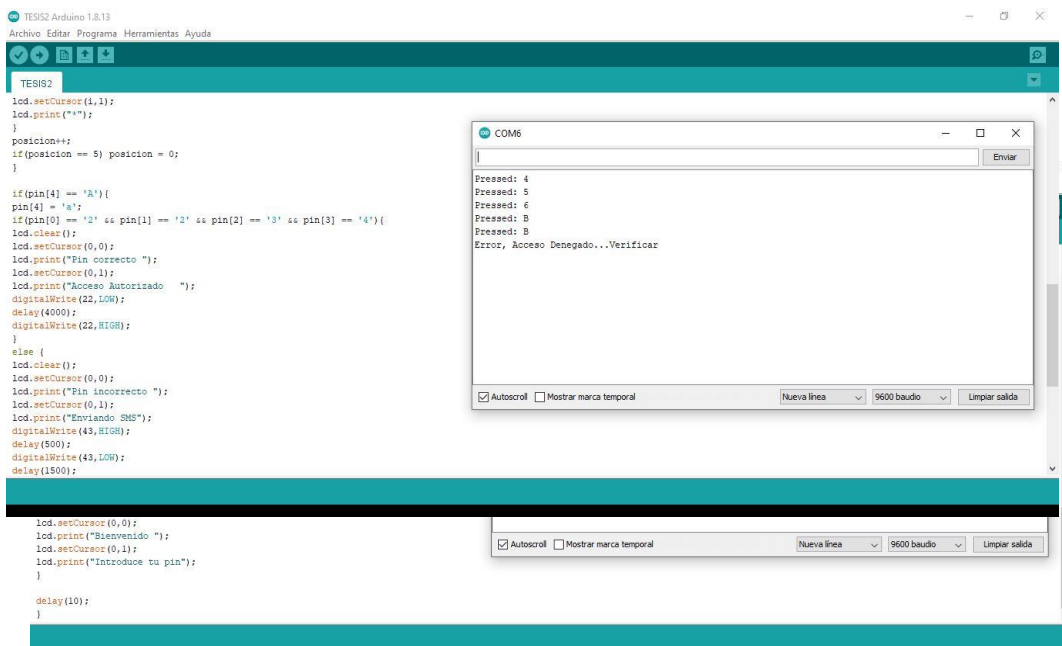 TESIS2 Arduino 1.8.13
Archivo Editar Programa Herramientas Ayuda
TESIS2
lcd.setCursor(i,1);
lcd.print("*");
}
posicion++;
if(posicion == 5) posicion = 0;
}
if(pin[4] == 'A'){
pin[4] = 'a';
if(pin[0] == '2' && pin[1] == '2' && pin[2] == '3' && pin[3] == '4'){
lcd.clear();
lcd.setCursor(0,0);
lcd.print("Pin correcto ");
lcd.setCursor(0,1);
lcd.print("Acceso Autorizado   ");
digitalWrite(22,LOW);
delay(4000);
digitalWrite(22,HIGH);
}
else {
lcd.clear();
lcd.setCursor(0,0);
lcd.print("Pin incorrecto ");
lcd.setCursor(0,1);
lcd.print("Enviando SMS");
digitalWrite(43,HIGH);
delay(500);
digitalWrite(43,LOW);
delay(1500);
COM6
Enviar
Pressed: 4
Pressed: 5
Pressed: 6
Pressed: B
Pressed: B
Error, Acceso Denegado...Verificar
Autoscroll Mostrar marca temporal Nueva línea 9600 baudio Limpiar salida
lcd.setCursor(0,0);
lcd.print("Bienvenido ");
lcd.setCursor(0,1);
lcd.print("Introduce tu pin");
}
delay(10);
}
Autoscroll Mostrar marca temporal Nueva línea 9600 baudio Limpiar salida